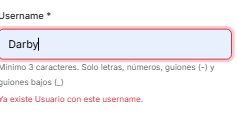 Username *
Darby
Mínimo 3 caracteres. Solo letras, números, guiones (-) y
guiones bajos (_)
Ya existe Usuario con este username.